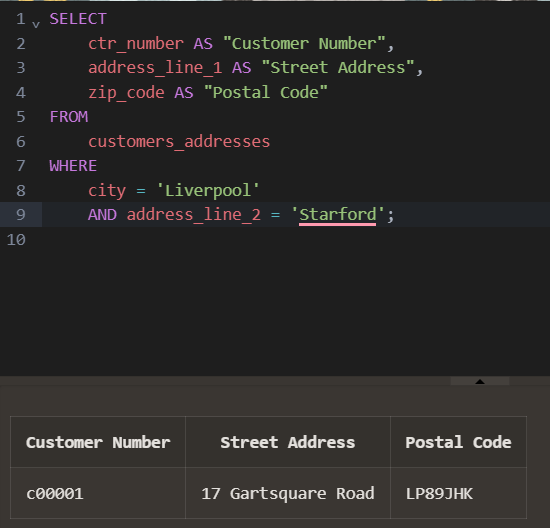 1 SELECT
2 ctr_number AS "Customer Number",
3 address_line_1 AS "Street Address",
4 zip_code AS "Postal Code"
5 FROM
6 customers_addresses
7 WHERE
8 city = 'Liverpool'
9 AND address_line_2 = 'Starford';
10
Customer Number Street Address Postal Code
c00001 17 Gartsquare Road LP89JHK